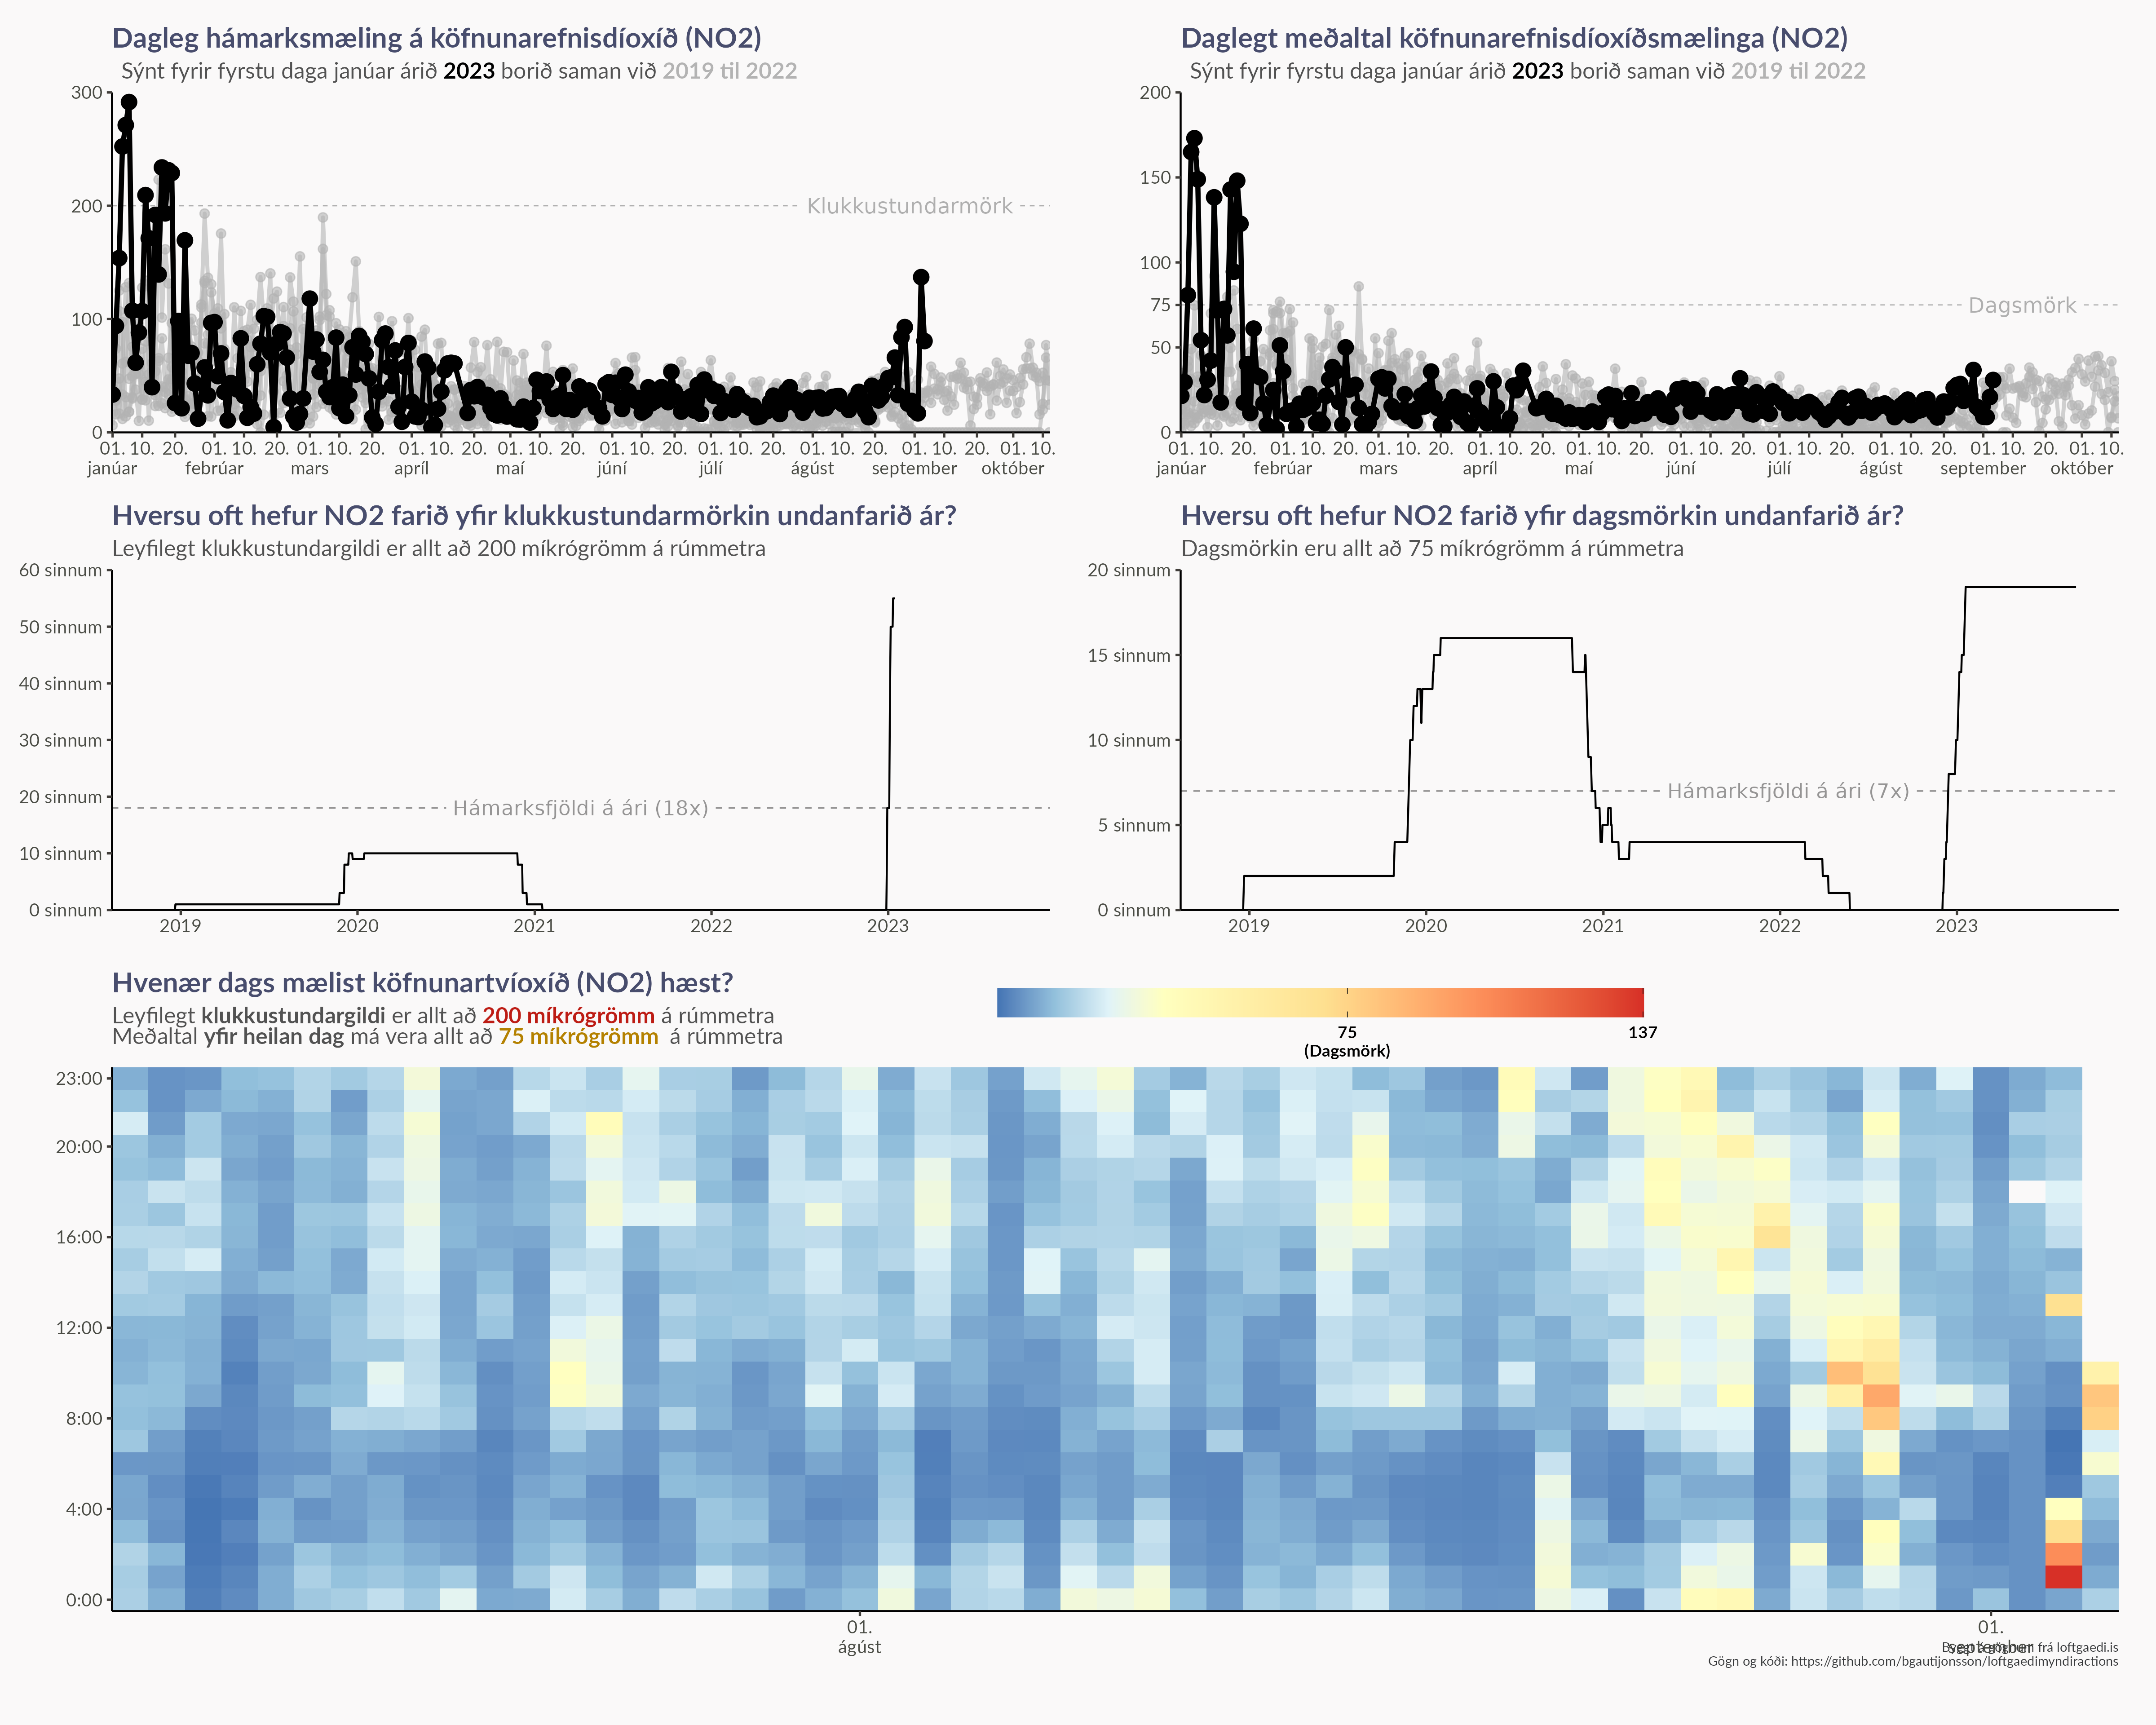 Dagleg hámarksmæling á köfnunarefnisdíoxíð (NO2)
Sýnt fyrir fyrstu daga janúar árið 2023 borið saman við 2019 til 2022
300
200
100
0
Klukkustundarmörk
01. 10. 20. 01. 10. 20. 01. 10. 20. 01. 10. 20. 01. 10. 20. 01. 10. 20. 01. 10. 20. 01. 10. 20. 01. 10. 20. 01. 10.
janúar febrúar mars apríl maí júní júlí ágúst september október
Daglegt meðaltal köfnunarefnisdíoxíðsmælinga (NO2)
Sýnt fyrir fyrstu daga janúar árið 2023 borið saman við 2019 til 2022
200
150
100
75
50
0
Dagsmörk
01. 10. 20. 01. 10. 20. 01. 10. 20. 01. 10. 20. 01. 10. 20. 01. 10. 20. 01. 10. 20. 01. 10. 20. 01. 10. 20. 01. 10.
janúar febrúar mars apríl maí júní júlí ágúst september október
Hversu oft hefur NO2 farið yfir klukkustundarmörkin undanfarið ár?
Leyfilegt klukkustundargildi er allt að 200 míkrógrömm á rúmmetra
60 sinnum
50 sinnum
40 sinnum
30 sinnum
20 sinnum
10 sinnum
0 sinnum
Hámarksfjöldi á ári (18x)
2019 2020 2021 2022 2023
Hversu oft hefur NO2 farið yfir dagsmörkin undanfarið ár?
Dagsmörkin eru allt að 75 míkrógrömm á rúmmetra
20 sinnum
15 sinnum
10 sinnum
5 sinnum
0 sinnum
Hámarksfjöldi á ári (7x)
2019 2020 2021 2022 2023
Hvenær dags mælist köfnunartvíoxíð (NO2) hæst?
Leyfilegt klukkustundargildi er allt að 200 míkrógrömm á rúmmetra
Meðaltal yfir heilan dag má vera allt að 75 míkrógrömm á rúmmetra
75 137
(Dagsmörk)
23:00
20:00
16:00
12:00
8:00
4:00
0:00
01. 01.
ágúst september
Byggt á gögnum frá loftgaedi.is
Gögn og kóði: https://github.com/bgautijonsson/loftgaedimyndiractions